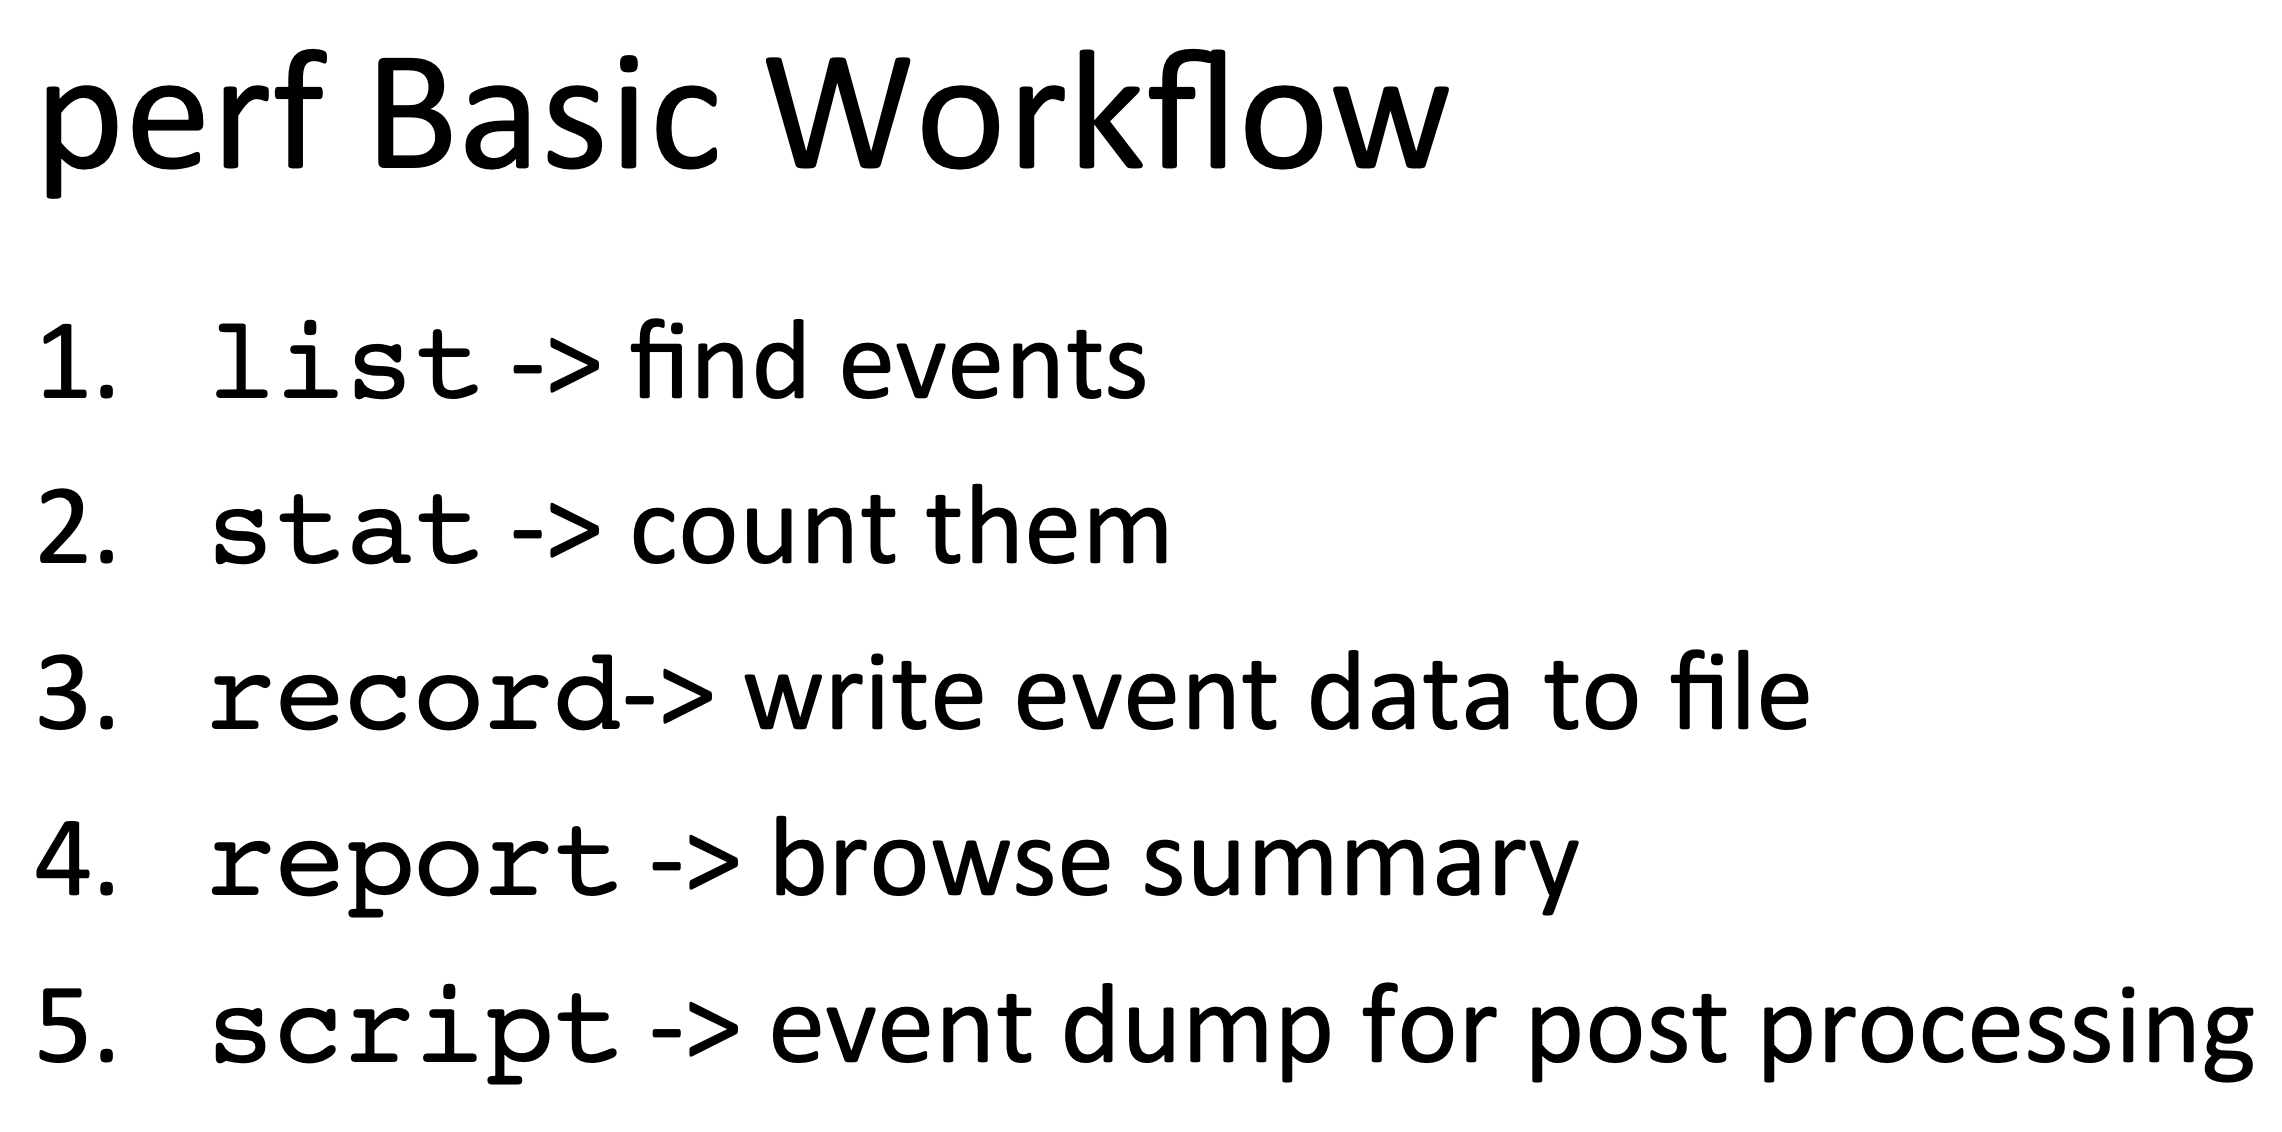 perf Basic Workflow
1. list -> find events
2. stat -> count them
3. record-> write event data to file
4. report -> browse summary
5. script -> event dump for post processing